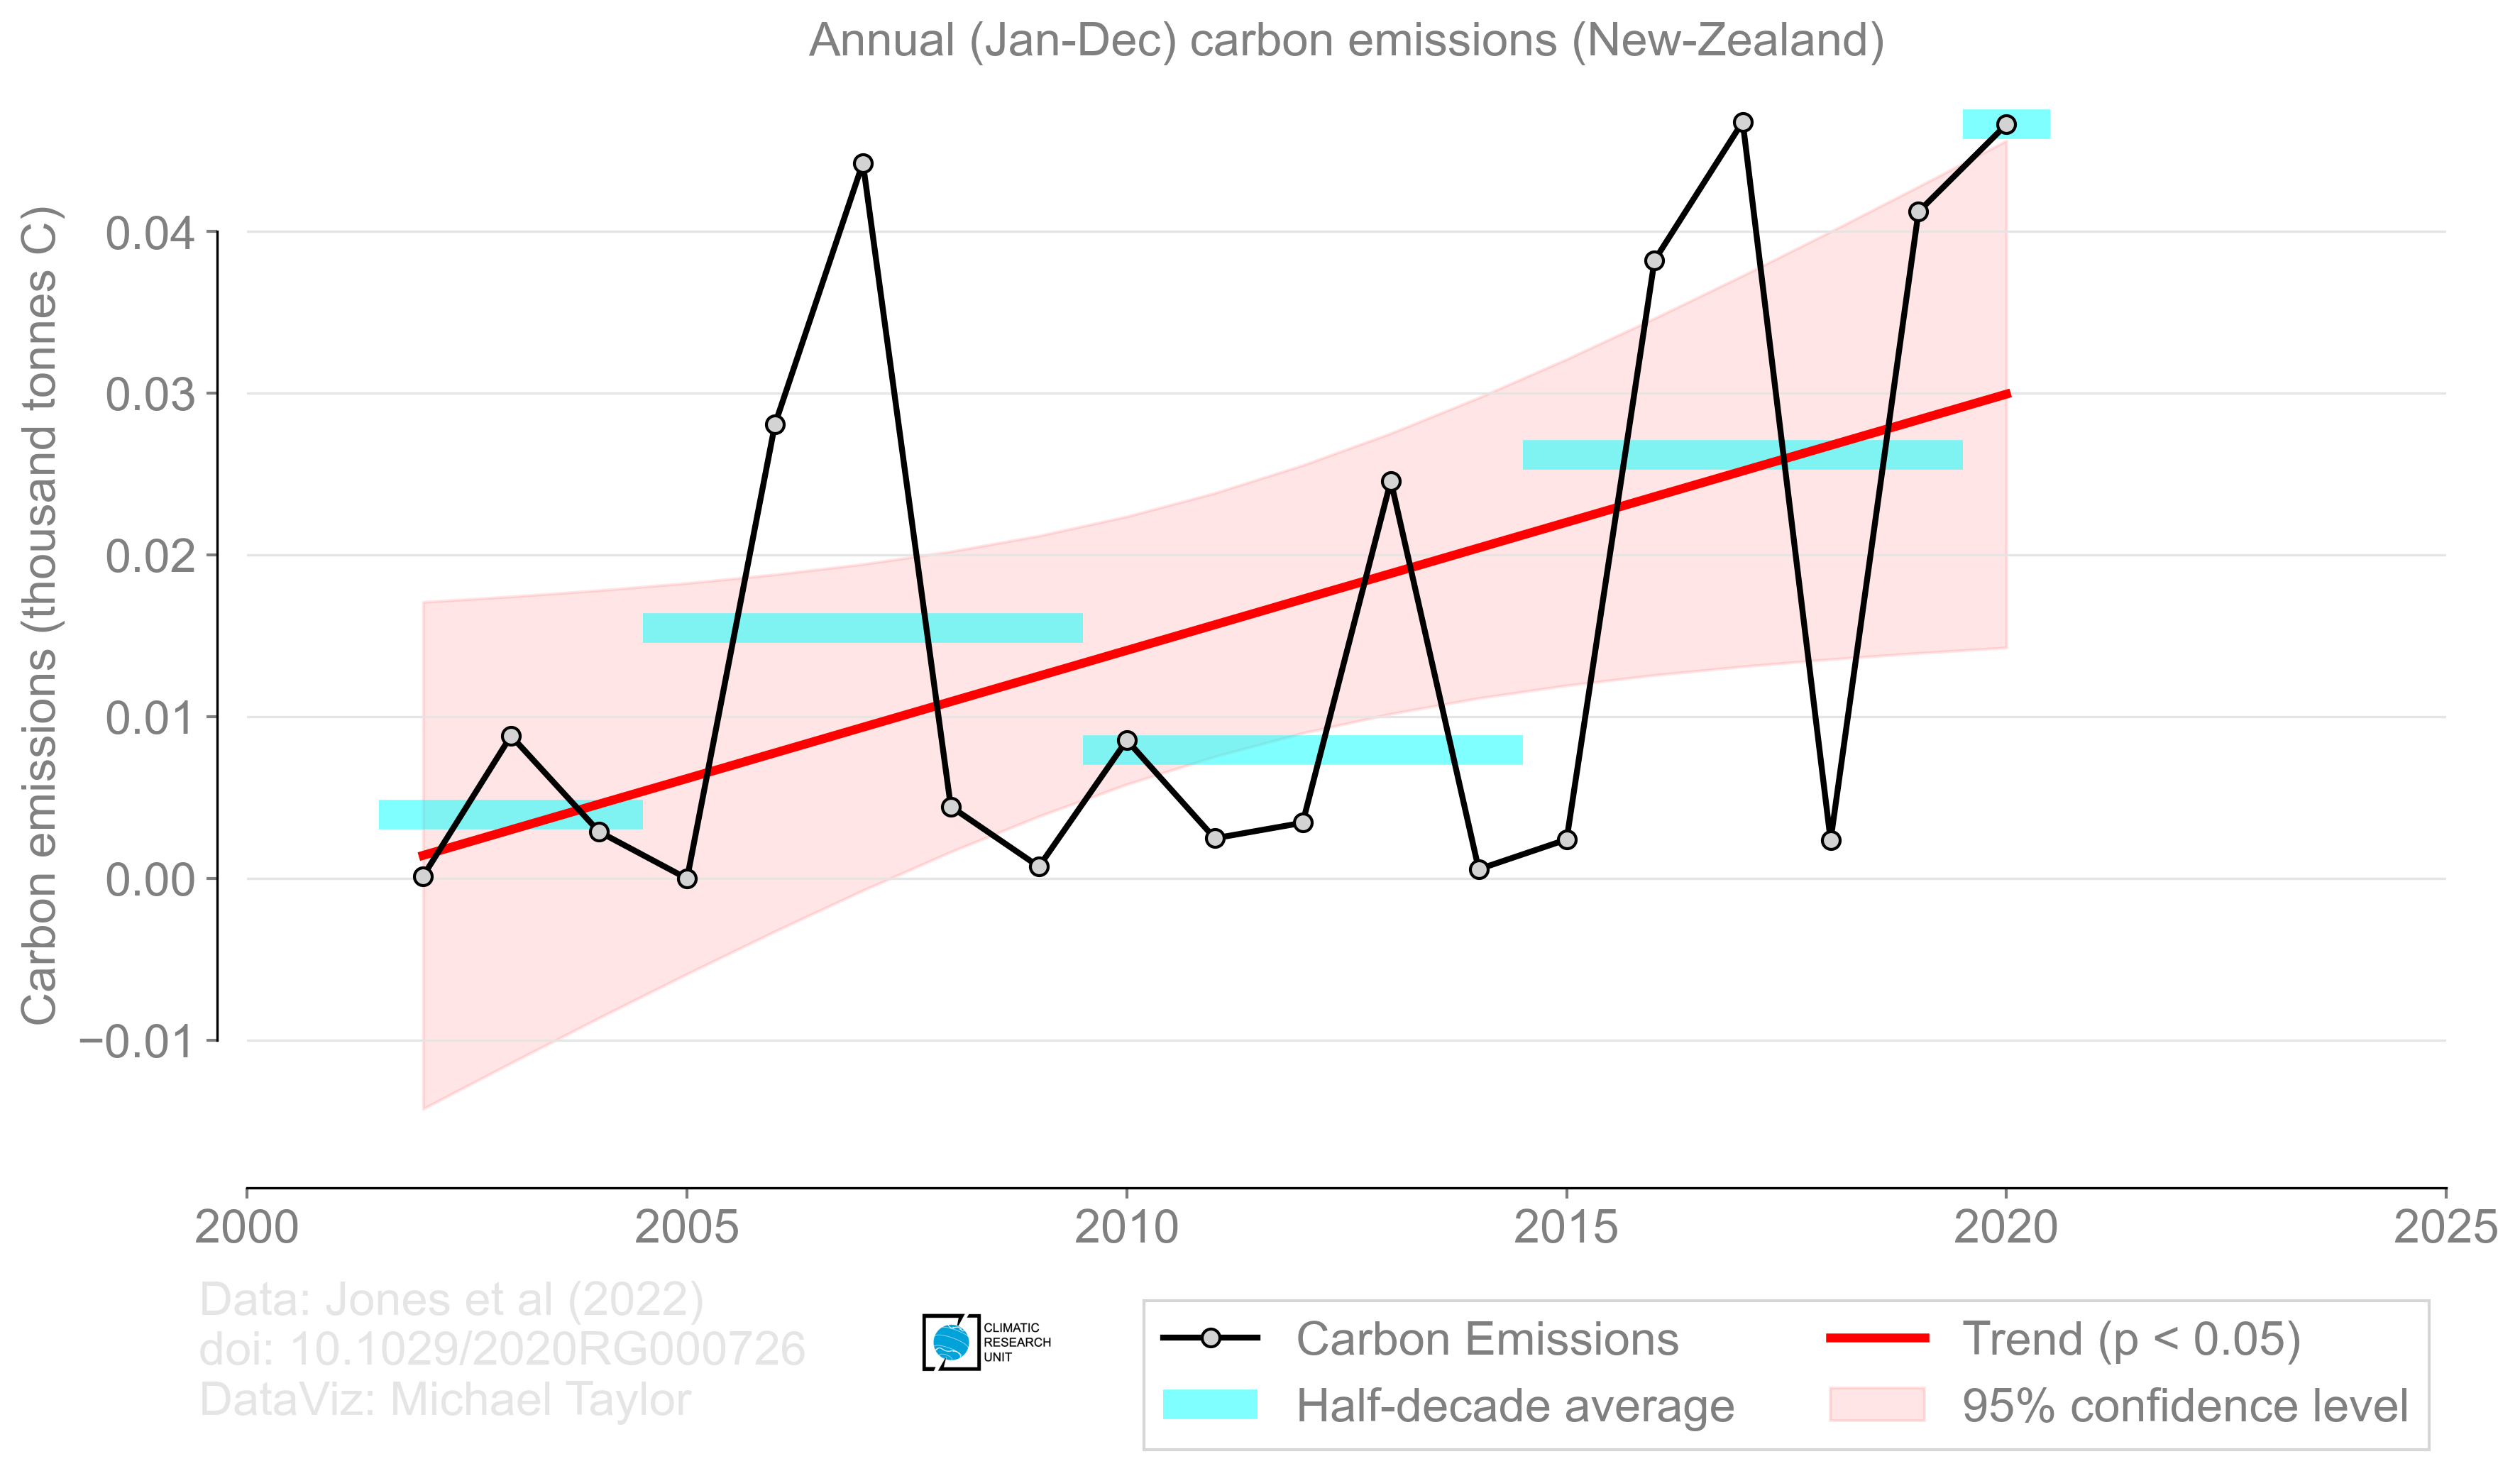 Annual (Jan-Dec) carbon emissions (New-Zealand)
Carbon emissions (thousand tonnes C)
0.04
0.03
0.02
0.01
0.00
−0.01
2000 2005 2010 2015 2020 2025
Data: Jones et al (2022)
doi: 10.1029/2020RG000726
DataViz: Michael Taylor
CLIMATIC
RESEARCH
UNIT
Carbon Emissions
Half-decade average
Trend (p < 0.05)
95% confidence level